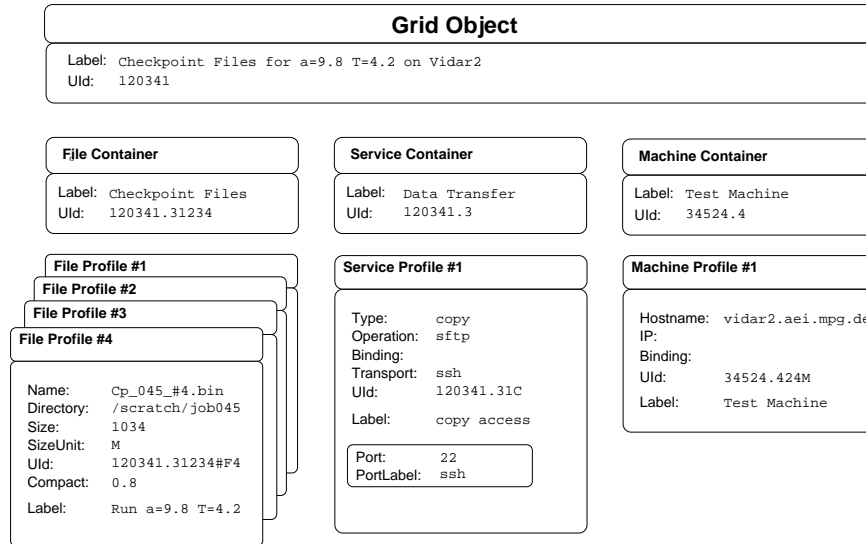 Grid Object
Label: Checkpoint Files for a=9.8 T=4.2 on Vidar2
UId: 120341
File Container
Label: Checkpoint Files
UId: 120341.31234
Service Container
Label: Data Transfer
UId: 120341.3
Machine Container
Label: Test Machine
UId: 34524.4
File Profile #1
File Profile #2
File Profile #3
File Profile #4
Name: Cp_045_#4.bin
Directory: /scratch/job045
Size: 1034
SizeUnit: M
UId: 120341.31234#F4
Compact: 0.8
Label: Run a=9.8 T=4.2
Service Profile #1
Type: copy
Operation: sftp
Binding:
Transport: ssh
UId: 120341.31C
Label: copy access
Port: 22
PortLabel: ssh
Machine Profile #1
Hostname: vidar2.aei.mpg.de
IP:
Binding:
UId: 34524.424M
Label: Test Machine